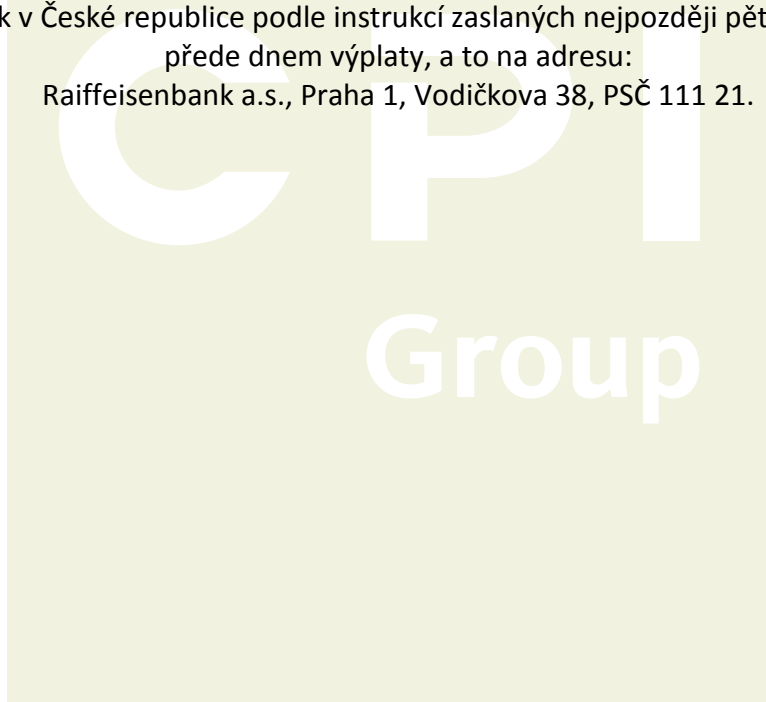 k v České republice podle instrukcí zaslaných nejpozději pět
přede dnem výplaty, a to na adresu:
Raiffeisenbank a.s., Praha 1, Vodičkova 38, PSČ 111 21.
CPI
Group